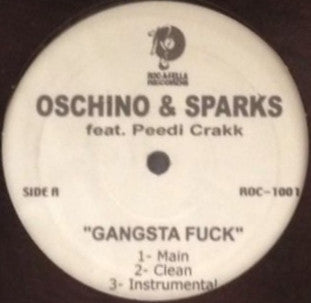 ROC-A-FELLA
RECORDS
OSCHINO & SPARKS
feat. Peedi Crakk
SIDE A
ROC-1001
"GANGSTA FUCK"
1- Main
2- Clean
3- Instrumental